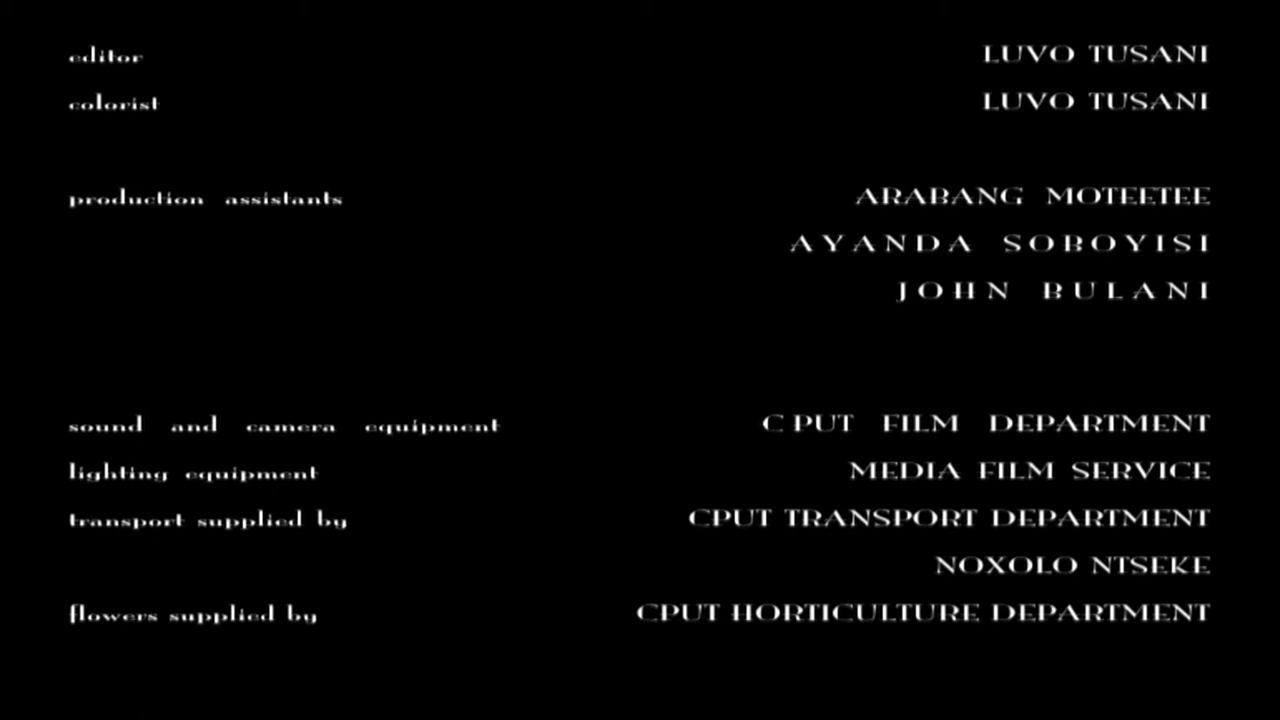 editor LUVO TUSANI
colorist LUVO TUSANI
production assistants ARABANG MOTEETEE
AYANDA SOBOYISI
JOHN BULANI
sound and camera equipment C PUT FILM DEPARTMENT
lighting equipment MEDIA FILM SERVICE
transport supplied by CPUT TRANSPORT DEPARTMENT
NOXOLO NTSEKE
flowers supplied by CPUT HORTICULTURE DEPARTMENT